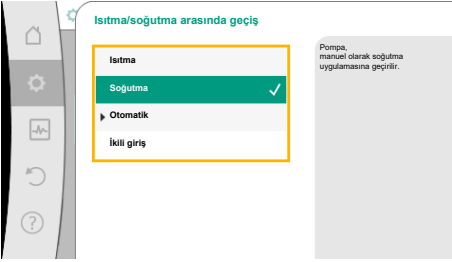 Isıtma/soğutma arasında geçiş
Isıtma
Soğutma
Otomatik
İkili giriş
Pompa,
manuel olarak soğutma
uygulamasına geçirilir.